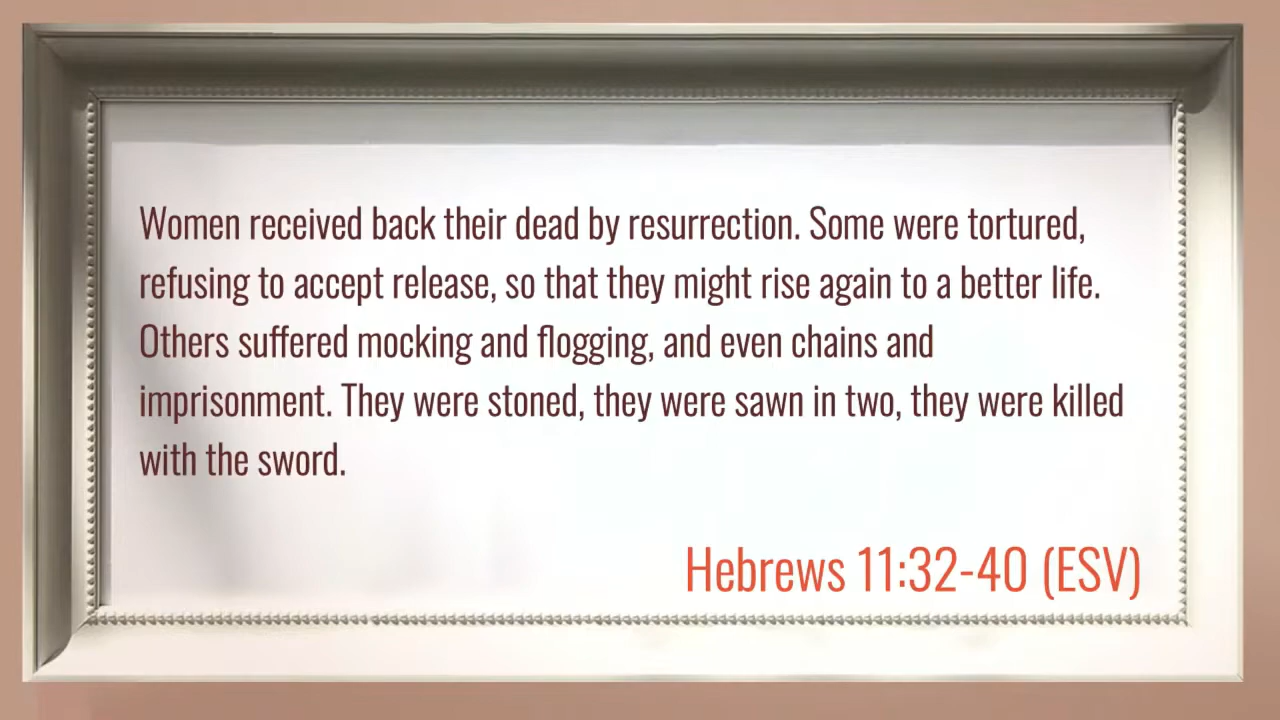 Women received back their dead by resurrection. Some were tortured,
refusing to accept release, so that they might rise again to a better life.
Others suffered mocking and flogging, and even chains and
imprisonment. They were stoned, they were sawn in two, they were killed
with the sword.
Hebrews 11:32-40 (ESV)